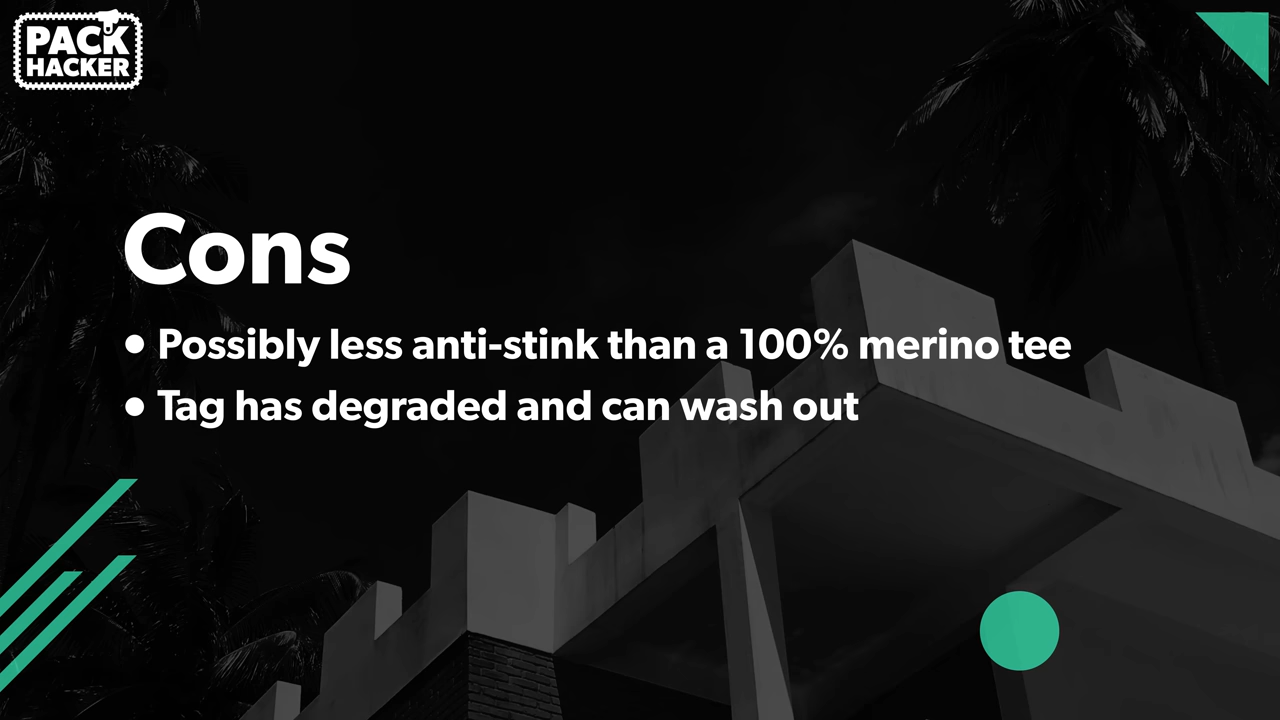 PACK
HACKER
Cons
• Possibly less anti-stink than a 100% merino tee
• Tag has degraded and can wash out